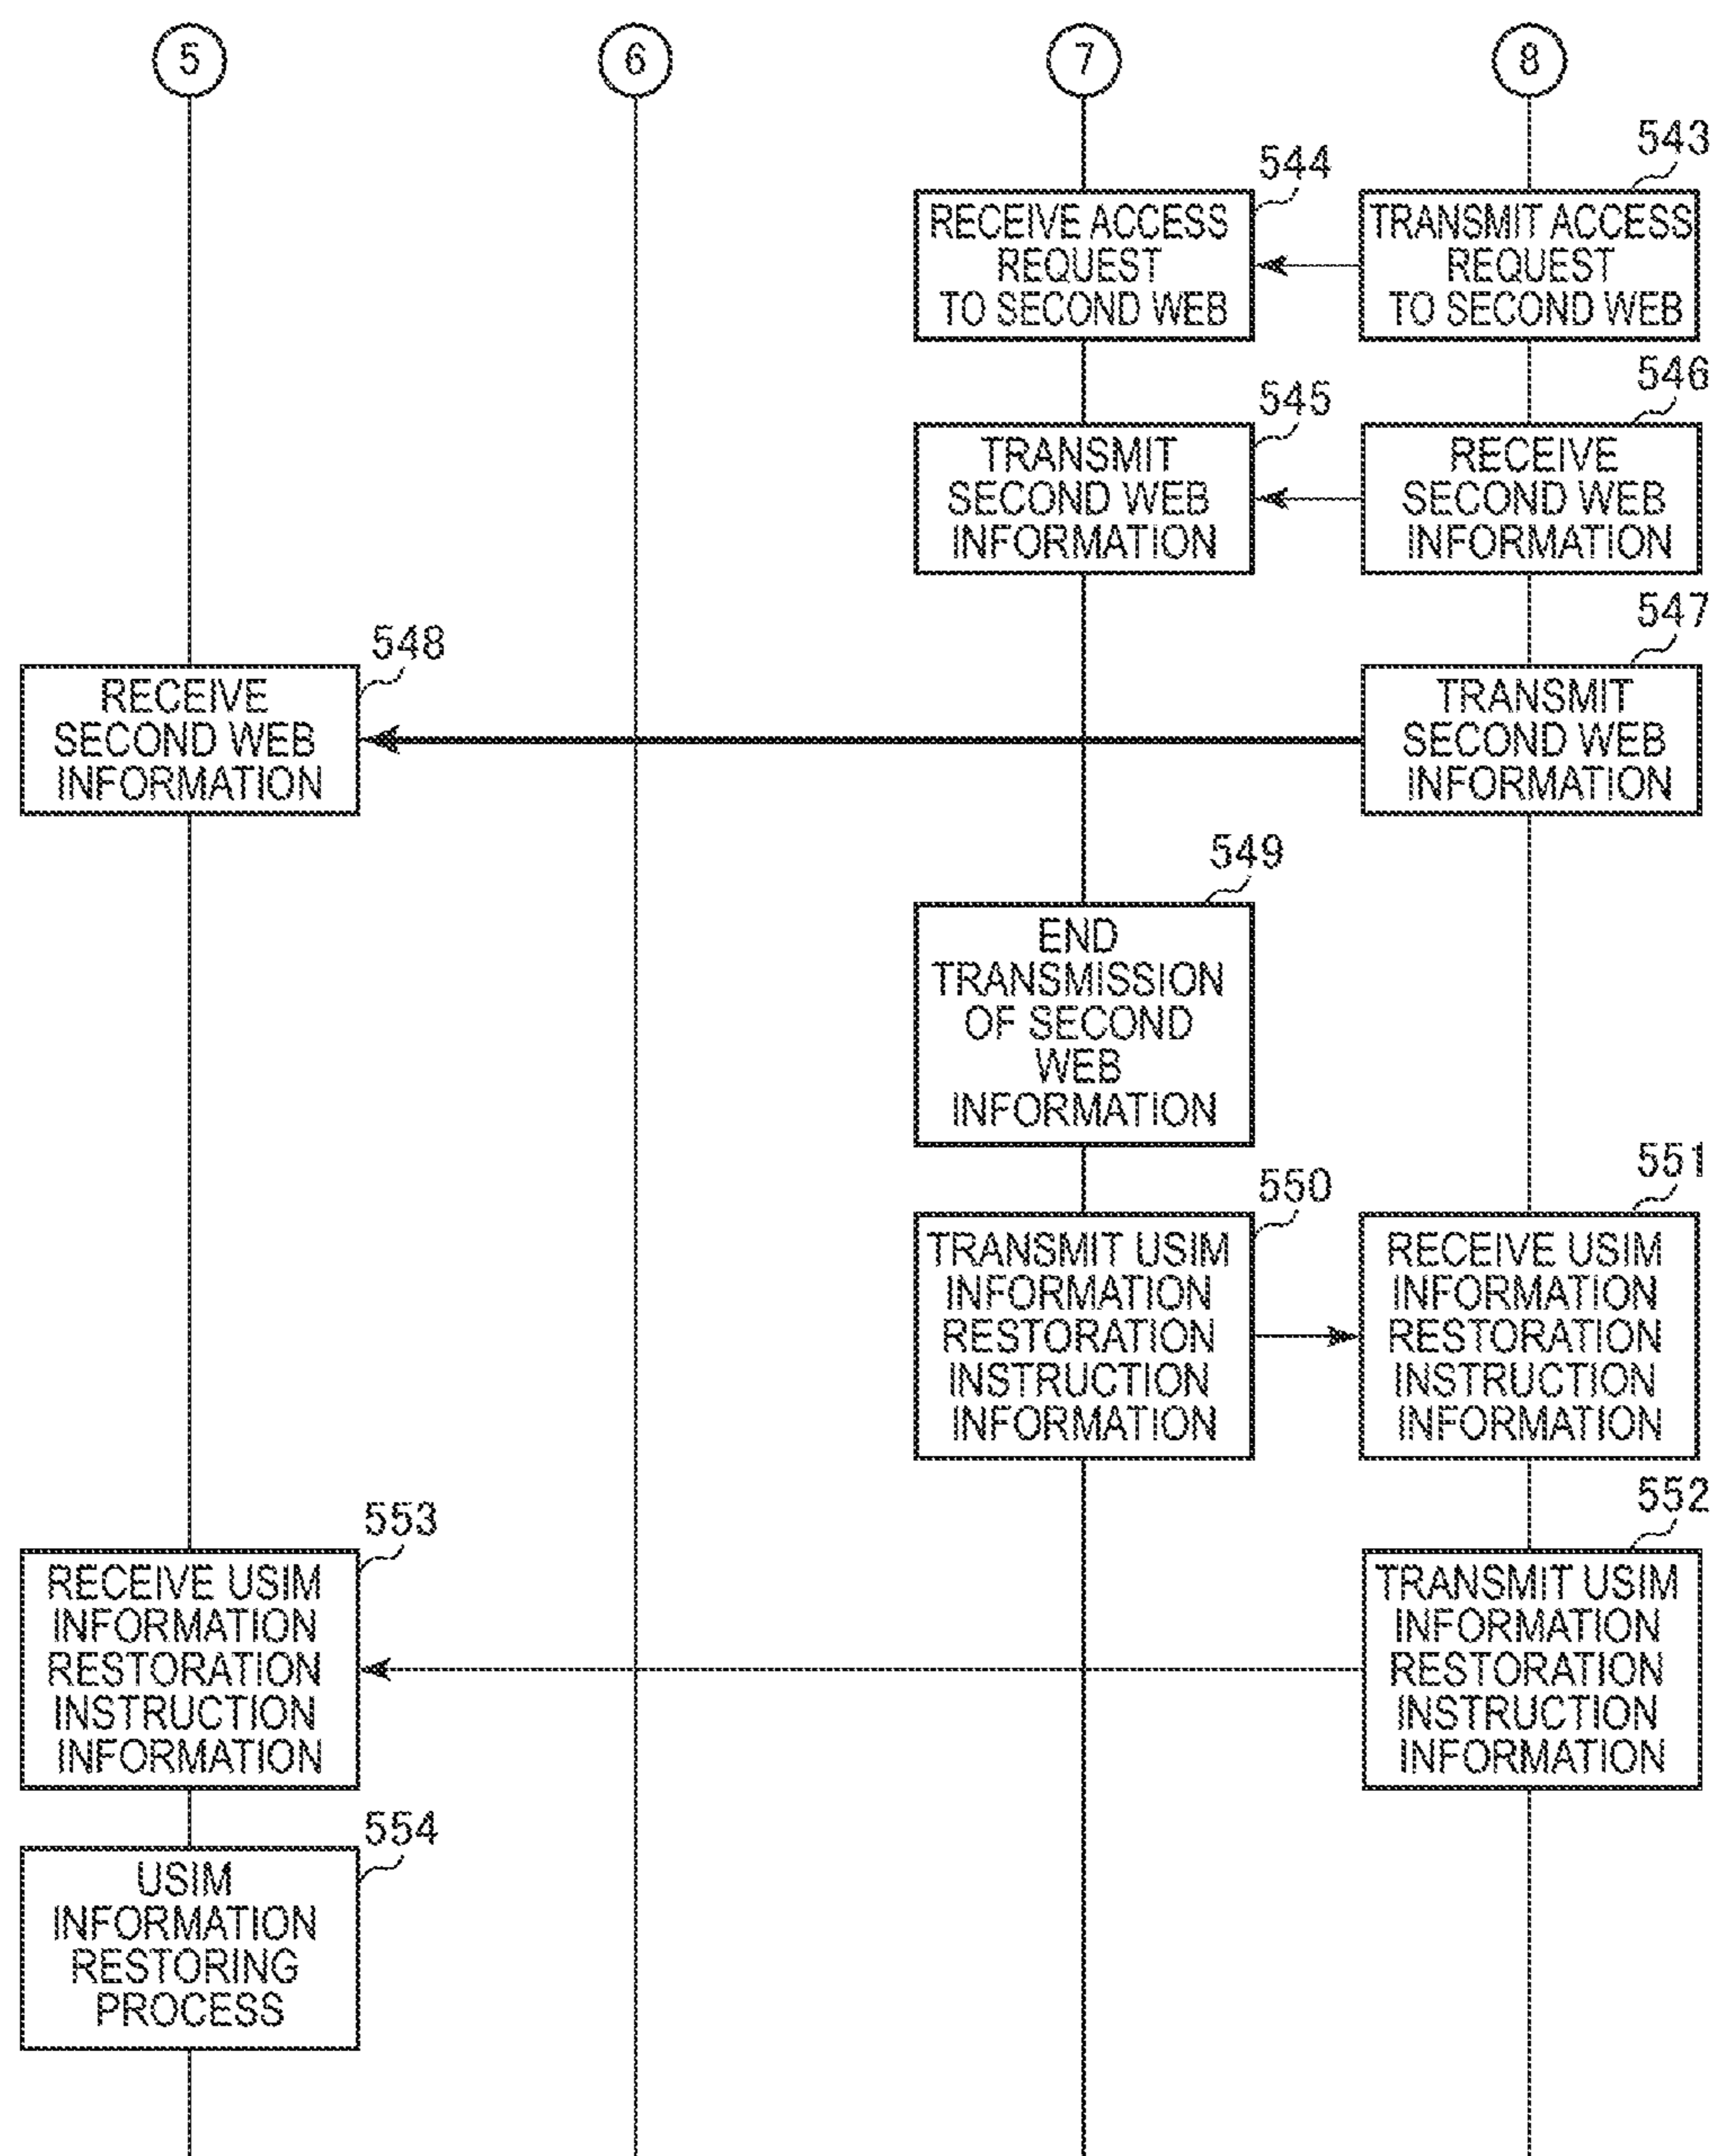 5
6
7
8
543
544
RECEIVE ACCESS
REQUEST
TO SECOND WEB
TRANSMIT ACCESS
REQUEST
TO SECOND WEB
546
545
TRANSMIT
SECOND WEB
INFORMATION
RECEIVE
SECOND WEB
INFORMATION
547
548
RECEIVE
SECOND WEB
INFORMATION
TRANSMIT
SECOND WEB
INFORMATION
549
END
TRANSMISSION
OF SECOND
WEB
INFORMATION
551
550
TRANSMIT USIM
INFORMATION
RESTORATION
INSTRUCTION
INFORMATION
RECEIVE USIM
INFORMATION
RESTORATION
INSTRUCTION
INFORMATION
552
553
RECEIVE USIM
INFORMATION
RESTORATION
INSTRUCTION
INFORMATION
TRANSMIT USIM
INFORMATION
RESTORATION
INSTRUCTION
INFORMATION
554
USIM
INFORMATION
RESTORING
PROCESS